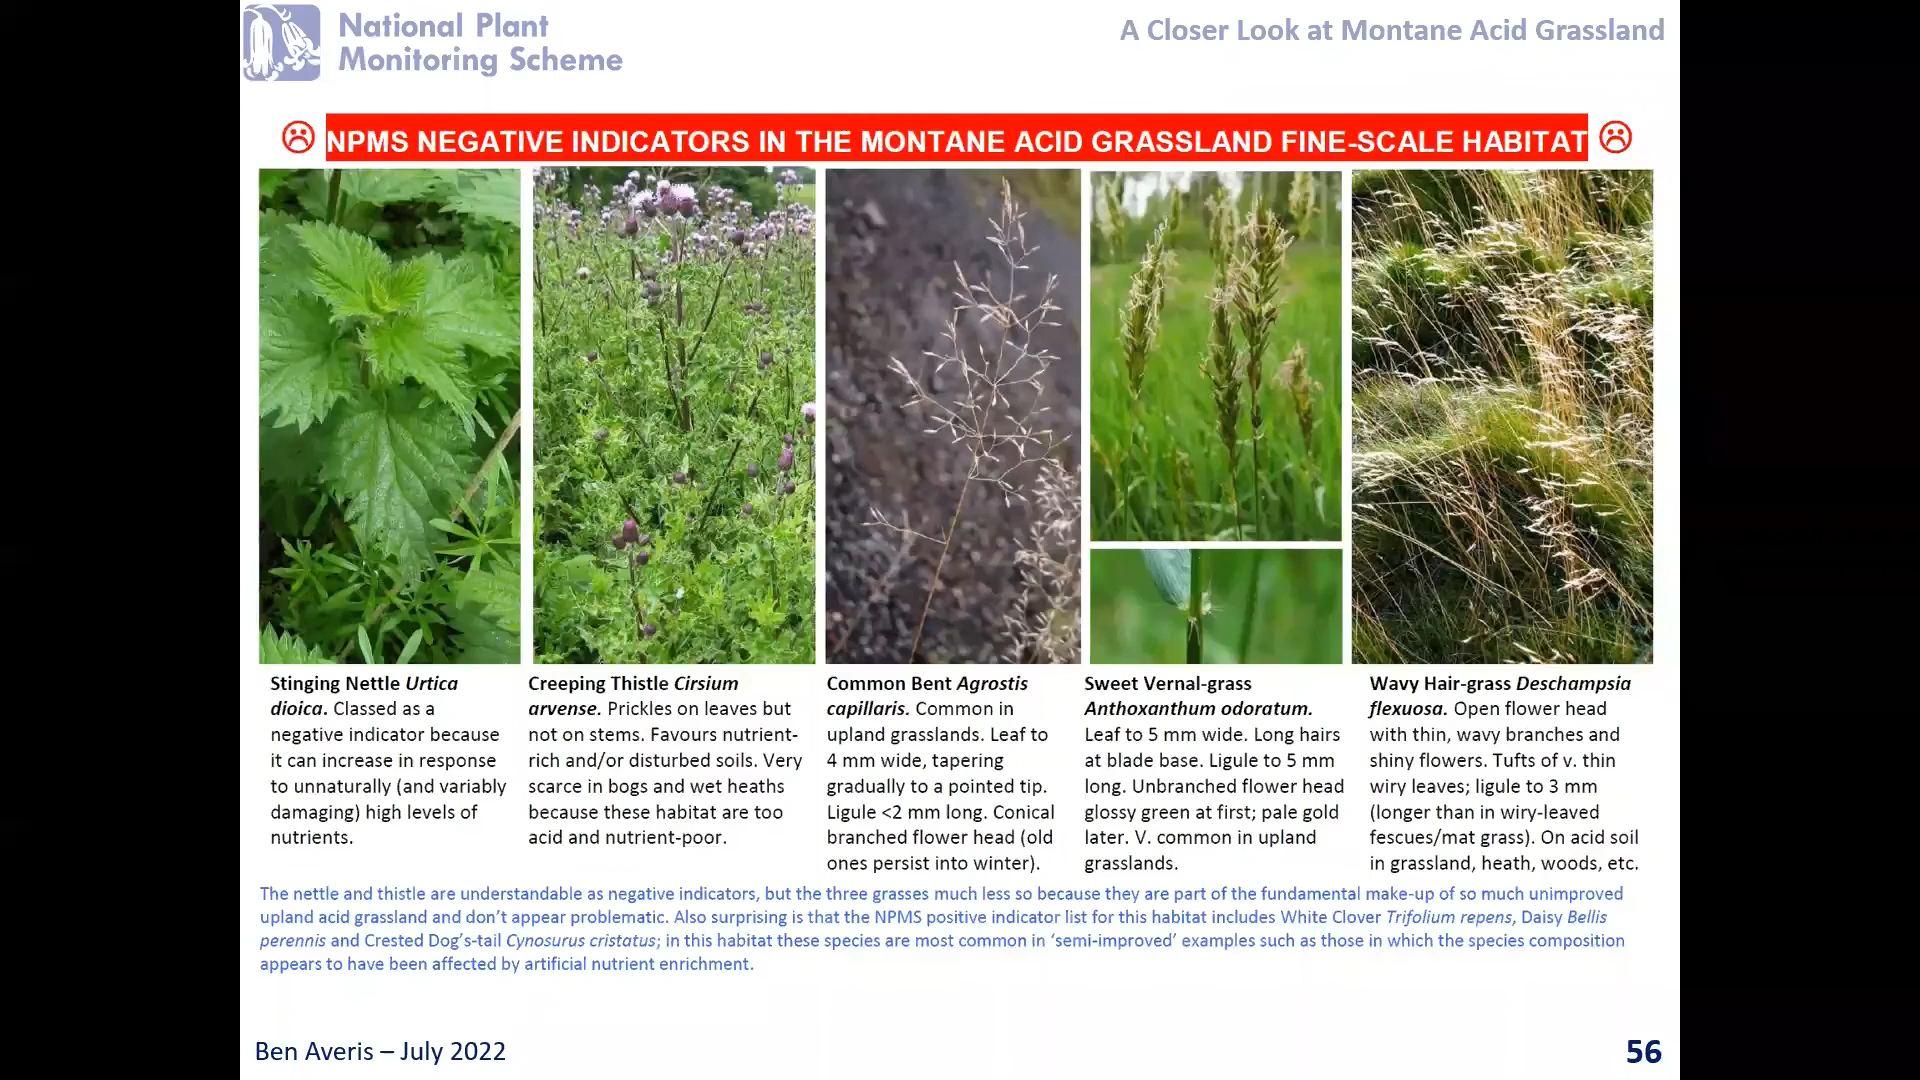 National Plant
Monitoring Scheme
A Closer Look at Montane Acid Grassland
NPMS NEGATIVE INDICATORS IN THE MONTANE ACID GRASSLAND FINE-SCALE HABITAT
Stinging Nettle Urtica
dioica. Classed as a
negative indicator because
it can increase in response
to unnaturally (and variably
damaging) high levels of
nutrients.
Creeping Thistle Cirsium
arvense. Prickles on leaves but
not on stems. Favours nutrient-
rich and/or disturbed soils. Very
scarce in bogs and wet heaths
because these habitat are too
acid and nutrient-poor.
Common Bent Agrostis
capillaris. Common in
upland grasslands. Leaf to
4 mm wide, tapering
gradually to a pointed tip.
Ligule <2 mm long. Conical
branched flower head (old
ones persist into winter).
Sweet Vernal-grass
Anthoxanthum odoratum.
Leaf to 5 mm wide. Long hairs
at blade base. Ligule to 5 mm
long. Unbranched flower head
glossy green at first; pale gold
later. V. common in upland
grasslands.
Wavy Hair-grass Deschampsia
flexuosa. Open flower head
with thin, wavy branches and
shiny flowers. Tufts of v. thin
wiry leaves; ligule to 3 mm
(longer than in wiry-leaved
fescues/mat grass). On acid soil
in grassland, heath, woods, etc.
The nettle and thistle are understandable as negative indicators, but the three grasses much less so because they are part of the fundamental make-up of so much unimproved
upland acid grassland and don't appear problematic. Also surprising is that the NPMS positive indicator list for this habitat includes White Clover Trifolium repens, Daisy Bellis
perennis and Crested Dog's-tail Cynosurus cristatus; in this habitat these species are most common in 'semi-improved' examples such as those in which the species composition
appears to have been affected by artificial nutrient enrichment.
Ben Averis – July 2022
56